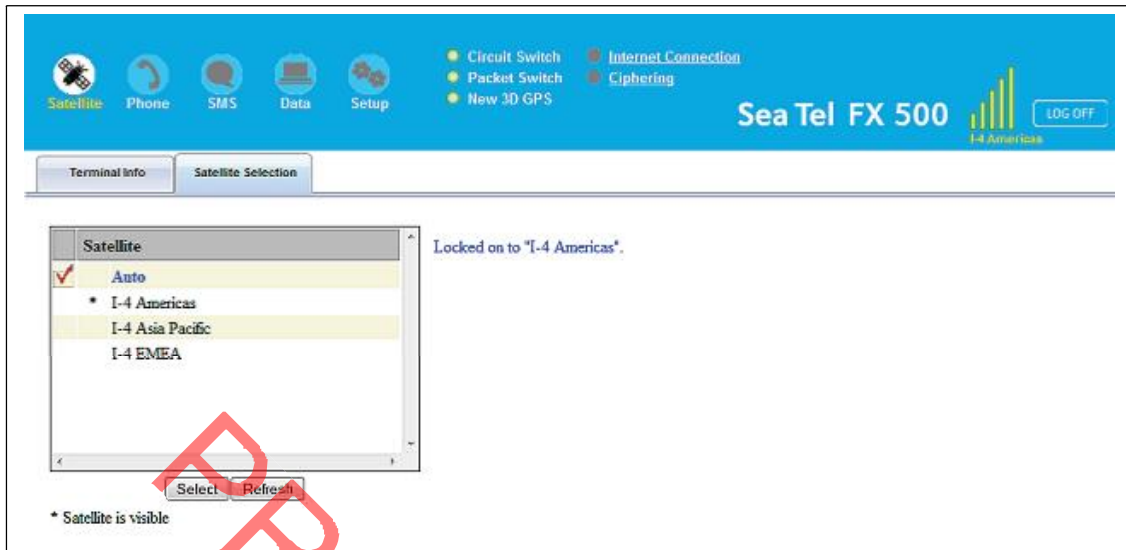 Circuit Switch Internet Connection
Packet Switch Ciphering
New 3D GPS
Satellite Phone SMS Data Setup
Sea Tel FX 500
LOG OFF
I-4 Americas
Terminal Info Satellite Selection
Satellite
Auto
* I-4 Americas
I-4 Asia Pacific
I-4 EMEA
Locked on to "I-4 Americas".
Select Refresh
* Satellite is visible